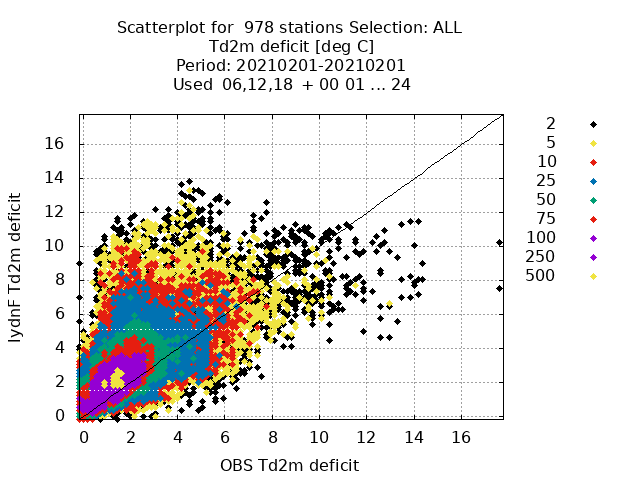 Scatterplot for 978 stations Selection: ALL
Td2m deficit [deg C]
Period: 20210201-20210201
Used 06,12,18 + 00 01 ... 24
2
5
10
25
50
75
100
250
500
16
14
12
10
8
6
4
2
0
0 2 4 6 8 10 12 14 16
lydnF Td2m deficit
OBS Td2m deficit